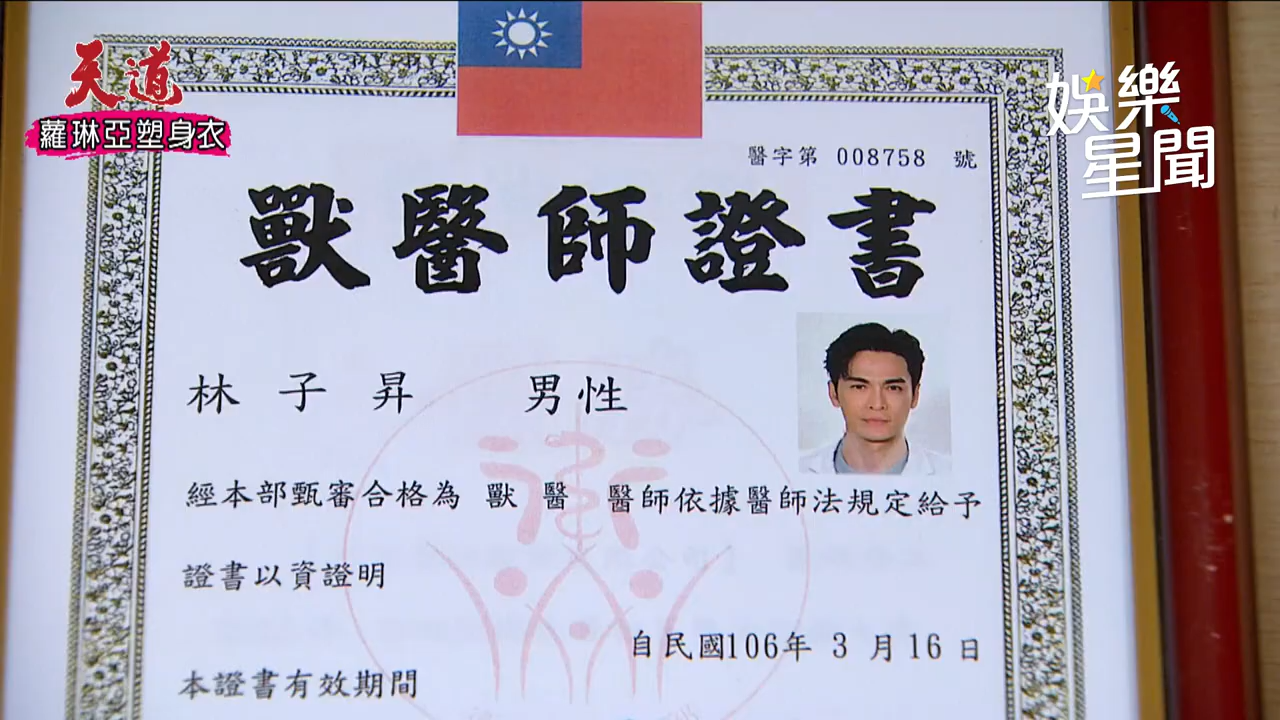 天道
蘿琳亞塑身衣
娛樂
星聞
醫字第 008758 號
獸醫師證書
林子昇 男性
經本部甄審合格為 獸醫 醫師依據醫師法規定給予
證書以資證明
自民國106年 3 月 16 日
本證書有效期間